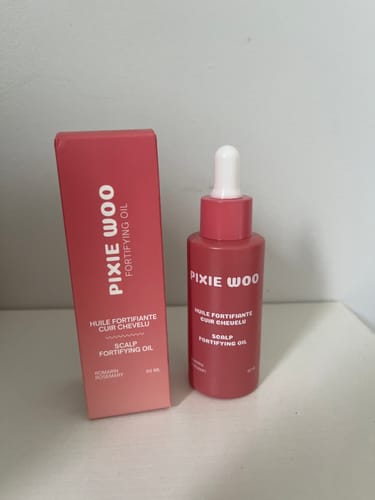 PIXIE WOO
FORTIFYING OIL
HUILE FORTIFIANTE
CUIR CHEVELU
SCALP
FORTIFYING OIL
ROMARIN
ROSEMARY
60 ML
PIXIE WOO
HUILE FORTIFIANTE
CUIR CHEVELU
SCALP
FORTIFYING OIL